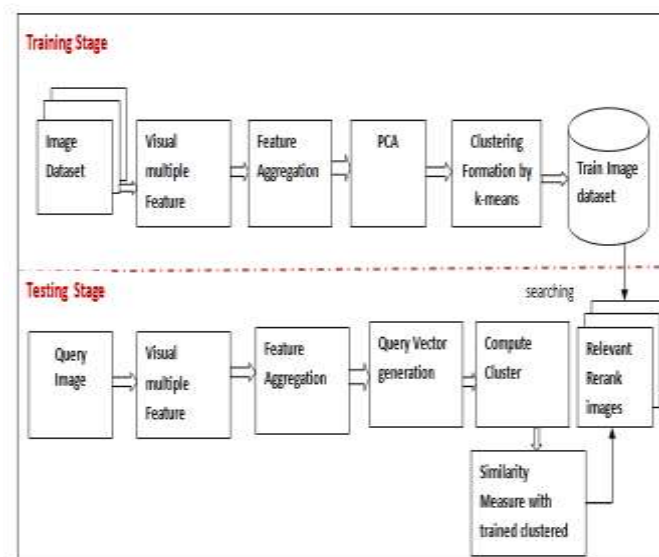 Training Stage
Image
Dataset
Visual
multiple
Feature
Feature
Aggregation
PCA
Clustering
Formation by
k-means
Train Image
dataset
Testing Stage
searching
Query
Image
Visual
multiple
Feature
Feature
Aggregation
Query Vector
generation
Compute
Cluster
Relevant
Rerank
images
Similarity
Measure with
trained clustered